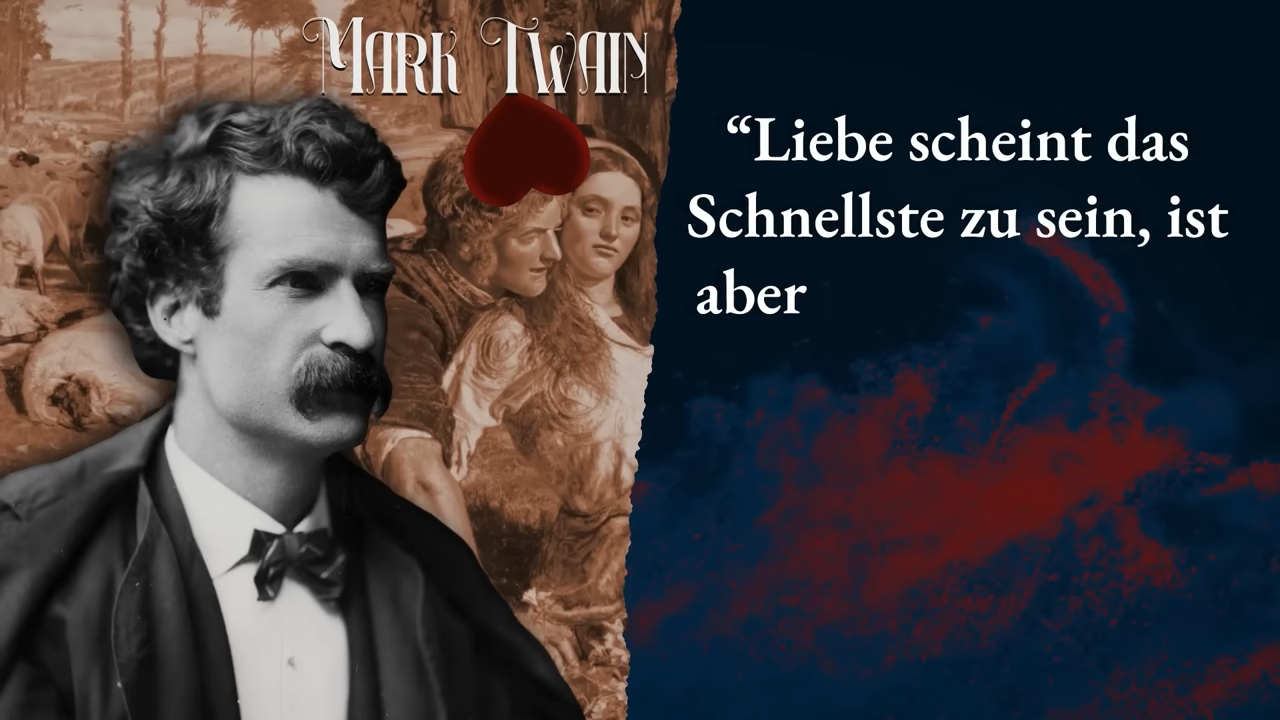 MARK TWAIN
“Liebe scheint das
Schnellste zu sein, ist
aber